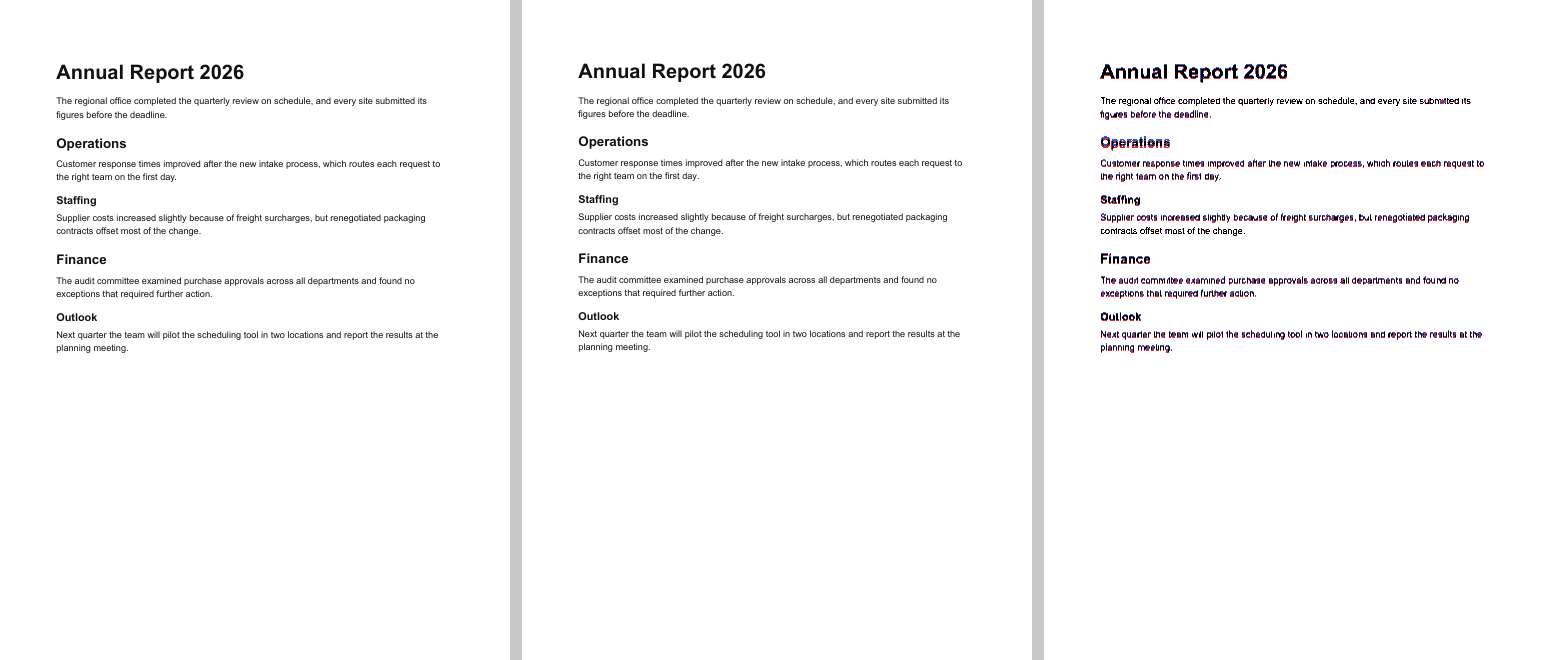 Annual Report 2026
The regional office completed the quarterly review on schedule, and every site submitted its
figures before the deadline.
Operations
Customer response times improved after the new intake process, which routes each request to
the right team on the first day.
Staffing
Supplier costs increased slightly because of freight surcharges, but renegotiated packaging
contracts offset most of the change.
Finance
The audit committee examined purchase approvals across all departments and found no
exceptions that required further action.
Outlook
Next quarter the team will pilot the scheduling tool in two locations and report the results at the
planning meeting.
Annual Report 2026
The regional office completed the quarterly review on schedule, and every site submitted its
figures before the deadline.
Operations
Customer response times improved after the new intake process, which routes each request to
the right team on the first day.
Staffing
Supplier costs increased slightly because of freight surcharges, but renegotiated packaging
contracts offset most of the change.
Finance
The audit committee examined purchase approvals across all departments and found no
exceptions that required further action.
Outlook
Next quarter the team will pilot the scheduling tool in two locations and report the results at the
planning meeting.
Annual Report 2026
The regional office completed the quarterly review on schedule, and every site submitted its
figures before the deadline.
Operations
Customer response times improved after the new intake process, which routes each request to
the right team on the first day.
Staffing
Supplier costs increased slightly because of freight surcharges, but renegotiated packaging
contracts offset most of the change.
Finance
The audit committee examined purchase approvals across all departments and found no
exceptions that required further action.
Outlook
Next quarter the team will pilot the scheduling tool in two locations and report the results at the
planning meeting.